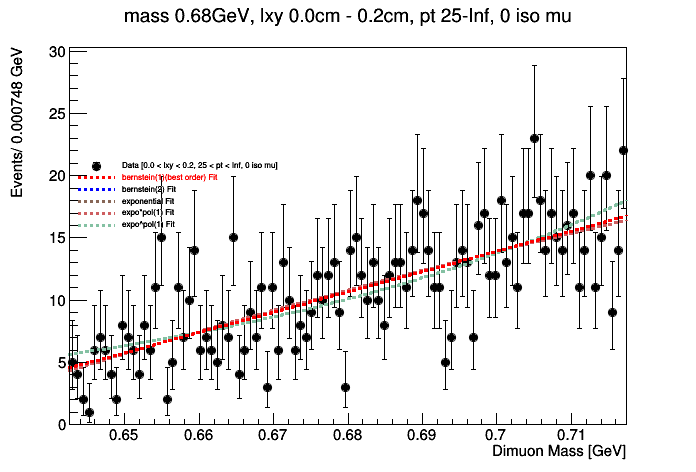 mass 0.68GeV, lxy 0.0cm - 0.2cm, pt 25-Inf, 0 iso mu
Events/ 0.000748 GeV
30
25
20
15
10
5
0
Data [0.0 < lxy < 0.2, 25 < pt < Inf, 0 iso mu]
bernstein(1)(best order) Fit
bernstein(2) Fit
exponential Fit
expo*pol(1) Fit
expo*pol(1) Fit
0.65 0.66 0.67 0.68 0.69 0.7 0.71
Dimuon Mass [GeV]